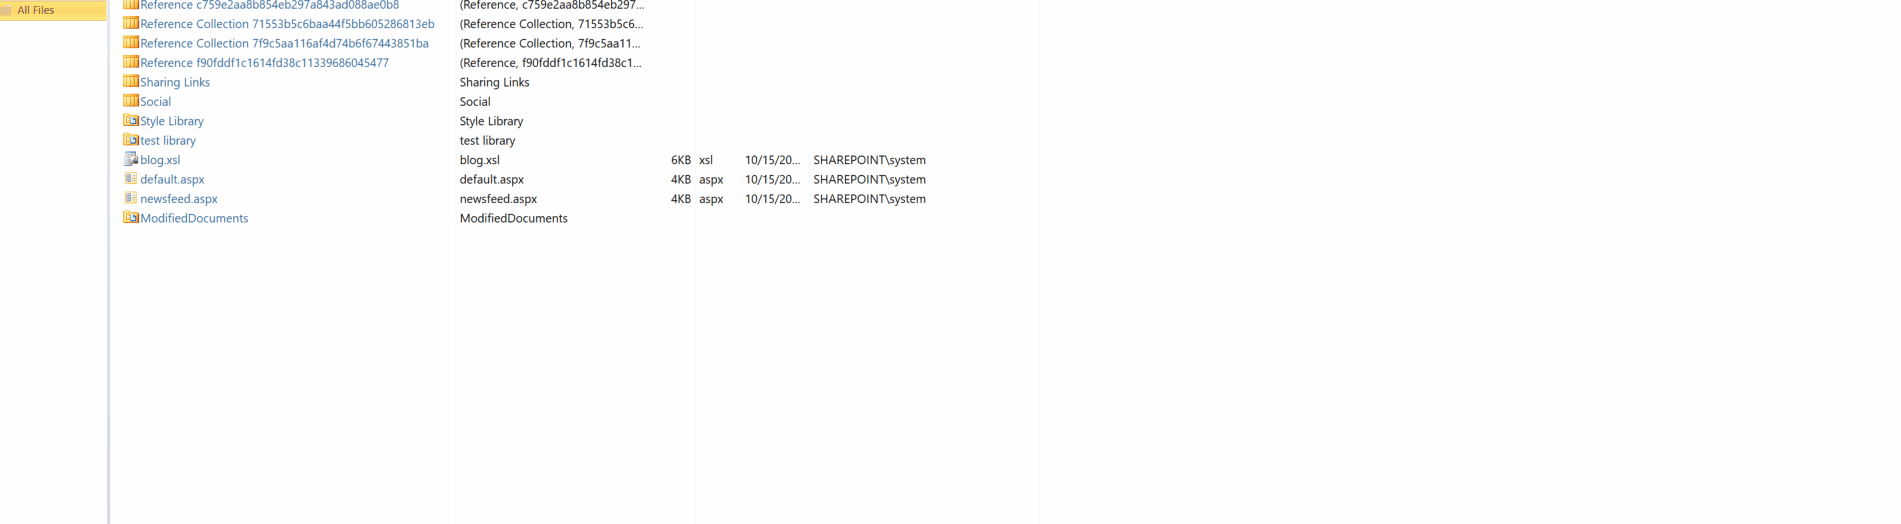 All Files
Reference c759e2aa8b854eb297a843ad088ae0b8 (Reference, c759e2aa8b854eb297...
Reference Collection 71553b5c6baa44f5bb605286813eb (Reference Collection, 71553b5c6...
Reference Collection 7f9c5aa116af4d74b6f67443851ba (Reference Collection, 7f9c5aa11...
Reference f90fddf1c1614fd38c11339686045477 (Reference, f90fddf1c1614fd38c1...
Sharing Links Sharing Links
Social Social
Style Library Style Library
test library test library
blog.xsl blog.xsl 6KB xsl 10/15/20... SHAREPOINT\system
default.aspx default.aspx 4KB aspx 10/15/20... SHAREPOINT\system
newsfeed.aspx newsfeed.aspx 4KB aspx 10/15/20... SHAREPOINT\system
ModifiedDocuments ModifiedDocuments